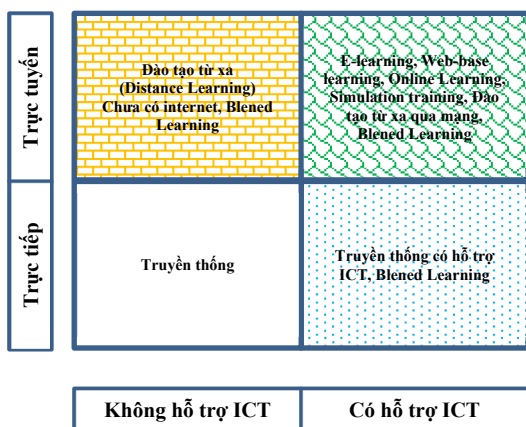 Trực tuyến
Đào tạo từ xa
(Distance Learning)
Chưa có internet, Blened
Learning
E-learning, Web-base
learning, Online Learning,
Simulation training, Đào
tạo từ xa qua mạng,
Blened Learning
Trực tiếp
Truyền thống
Truyền thống có hỗ trợ
ICT, Blened Learning
Không hỗ trợ ICT
Có hỗ trợ ICT